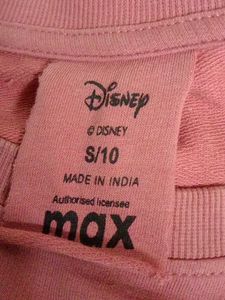 Disney
© DISNEY
S/10
MADE IN INDIA
Authorised licensee
max